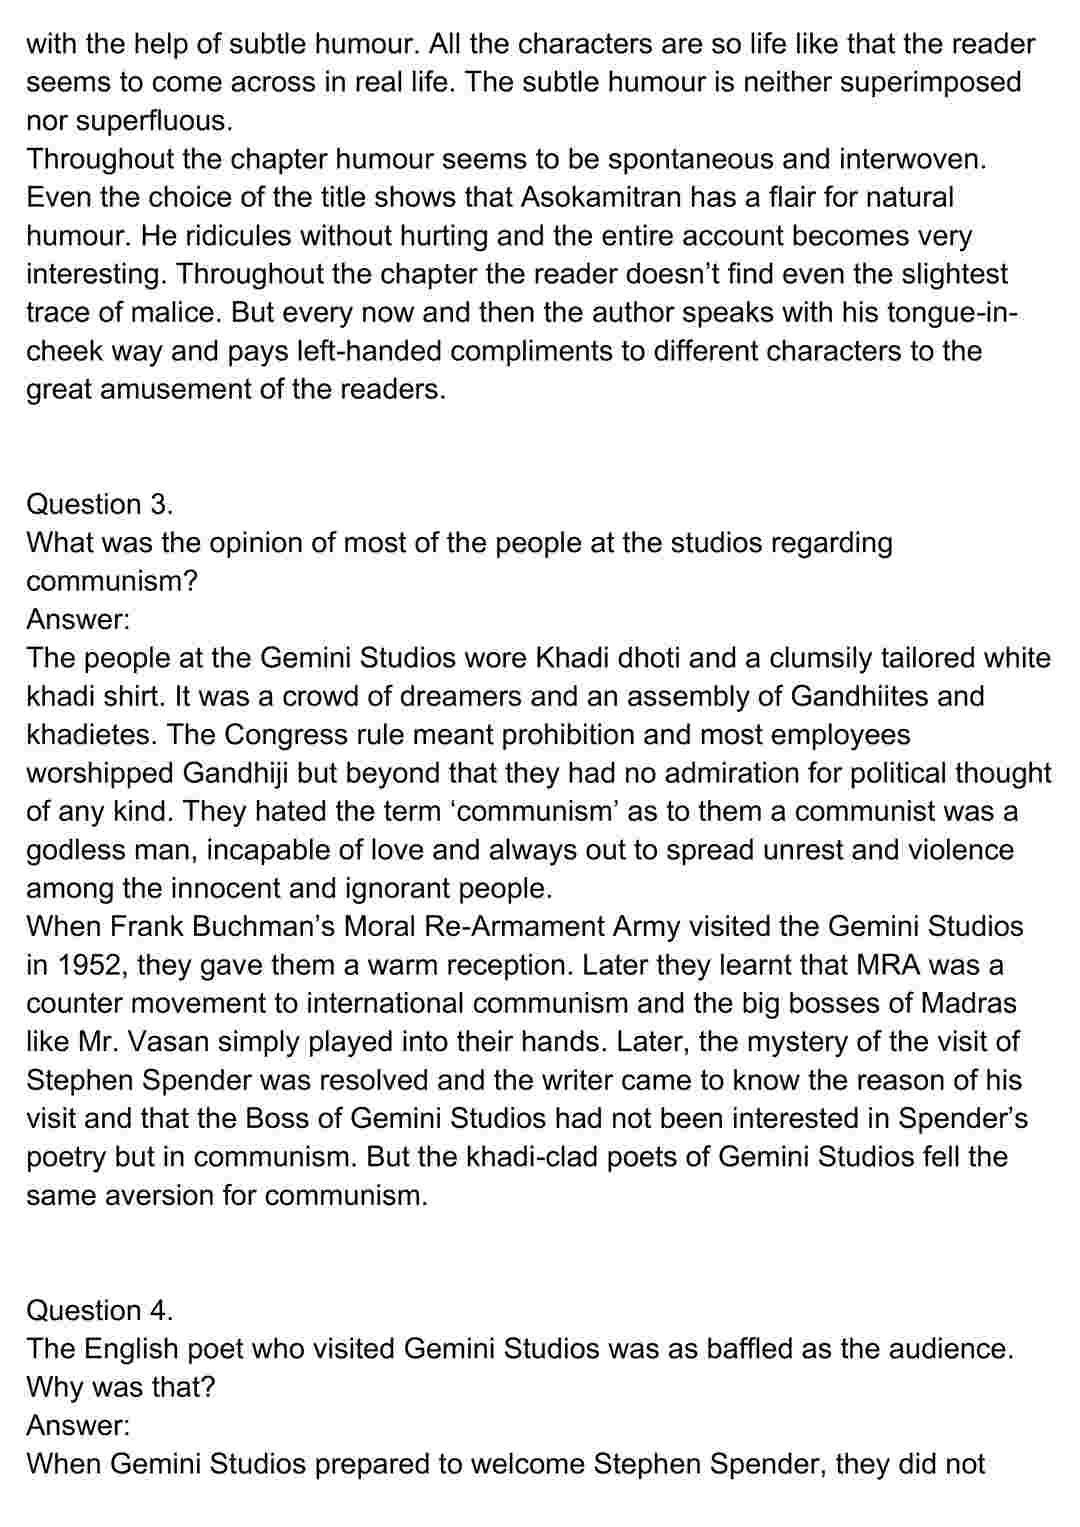 with the help of subtle humour. All the characters are so life like that the reader
seems to come across in real life. The subtle humour is neither superimposed
nor superfluous.
Throughout the chapter humour seems to be spontaneous and interwoven.
Even the choice of the title shows that Asokamitran has a flair for natural
humour. He ridicules without hurting and the entire account becomes very
interesting. Throughout the chapter the reader doesn’t find even the slightest
trace of malice. But every now and then the author speaks with his tongue-in-
cheek way and pays left-handed compliments to different characters to the
great amusement of the readers.
Question 3.
What was the opinion of most of the people at the studios regarding
communism?
Answer:
The people at the Gemini Studios wore Khadi dhoti and a clumsily tailored white
khadi shirt. It was a crowd of dreamers and an assembly of Gandhiites and
khadietes. The Congress rule meant prohibition and most employees
worshipped Gandhiji but beyond that they had no admiration for political thought
of any kind. They hated the term ‘communism’ as to them a communist was a
godless man, incapable of love and always out to spread unrest and violence
among the innocent and ignorant people.
When Frank Buchman’s Moral Re-Armament Army visited the Gemini Studios
in 1952, they gave them a warm reception. Later they learnt that MRA was a
counter movement to international communism and the big bosses of Madras
like Mr. Vasan simply played into their hands. Later, the mystery of the visit of
Stephen Spender was resolved and the writer came to know the reason of his
visit and that the Boss of Gemini Studios had not been interested in Spender’s
poetry but in communism. But the khadi-clad poets of Gemini Studios fell the
same aversion for communism.
Question 4.
The English poet who visited Gemini Studios was as baffled as the audience.
Why was that?
Answer:
When Gemini Studios prepared to welcome Stephen Spender, they did not